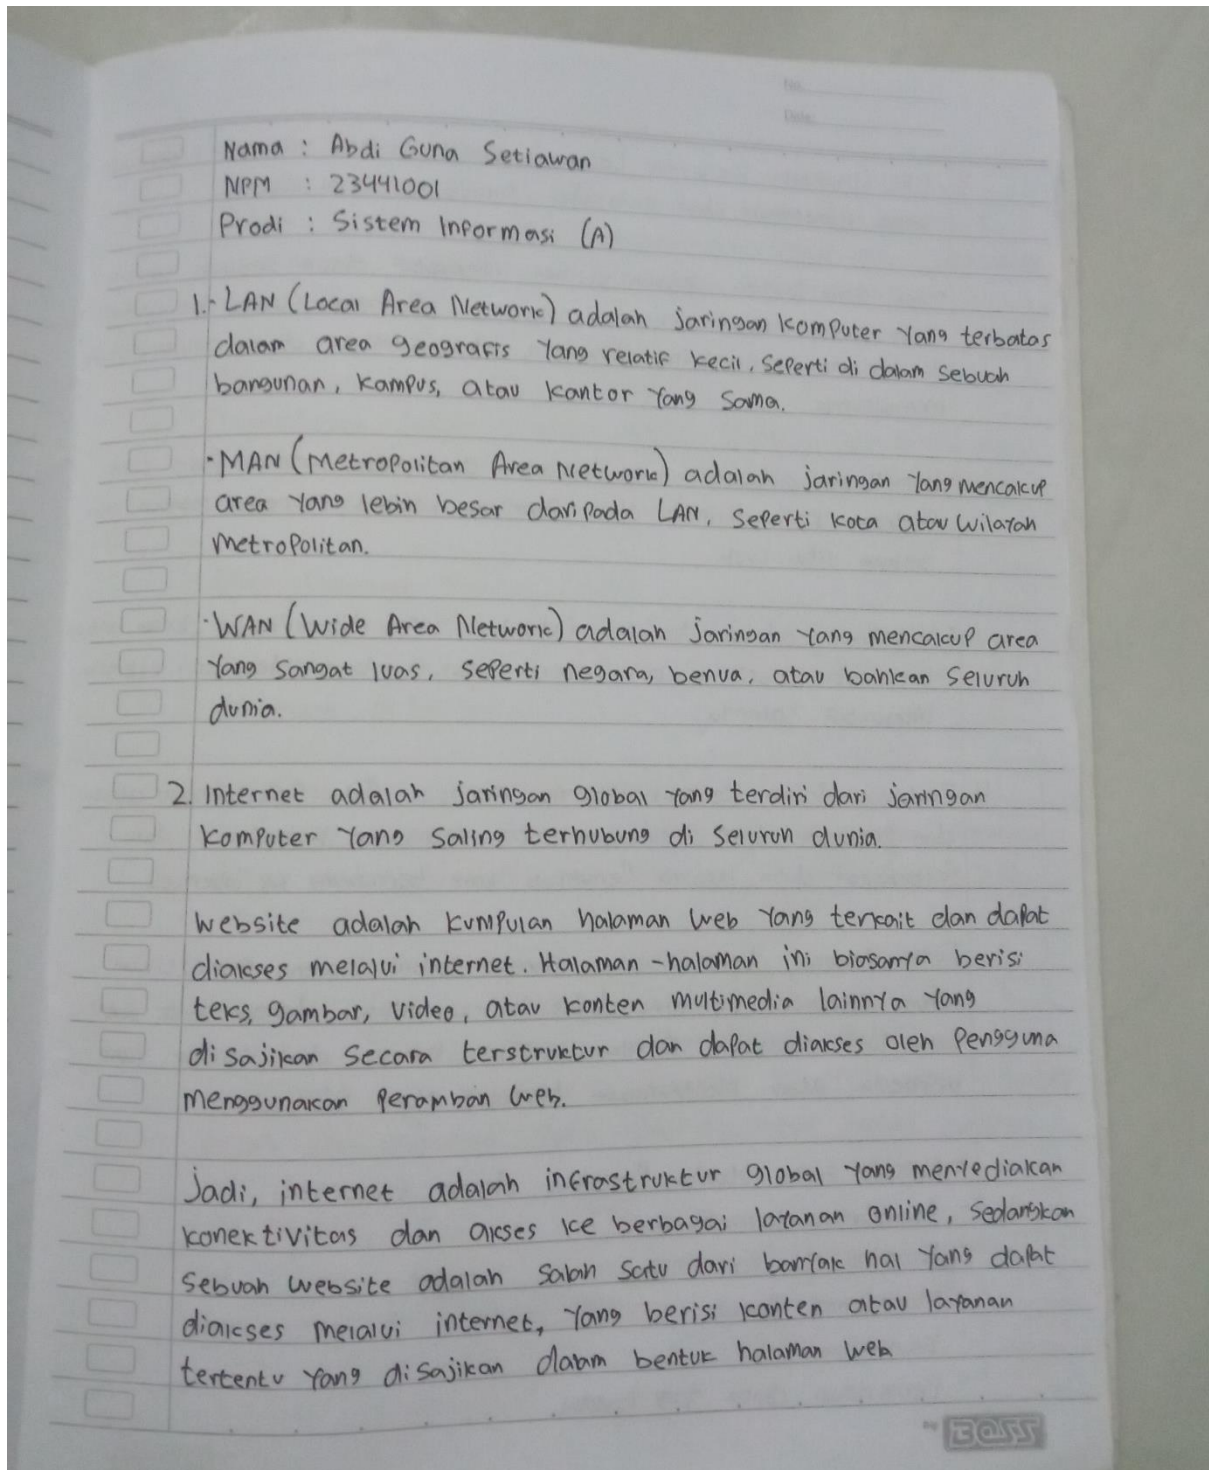 No.
Date:
Nama : Abdi Guna Setiawan
NPM : 23441001
Prodi : Sistem Informasi (A)
1.· LAN (Local Area Network) adalah jaringan komputer yang terbatas
dalam area geografis yang relatif kecil, seperti di dalam sebuah
bangunan, kampus, atau kantor yang sama.
· MAN (Metropolitan Area Network) adalah jaringan yang mencakup
area yang lebih besar daripada LAN, seperti kota atau wilayah
metropolitan.
· WAN (Wide Area Network) adalah jaringan yang mencakup area
yang sangat luas, seperti negara, benua, atau bahkan seluruh
dunia.
2. Internet adalah jaringan global yang terdiri dari jaringan
komputer yang saling terhubung di seluruh dunia.
Website adalah kumpulan halaman web yang terkait dan dapat
diakses melalui internet. Halaman-halaman ini biasanya berisi
teks, gambar, video, atau konten multimedia lainnya yang
disajikan secara terstruktur dan dapat diakses oleh pengguna
menggunakan peramban web.
Jadi, internet adalah infrastruktur global yang menyediakan
konektivitas dan akses ke berbagai layanan online, sedangkan
sebuah website adalah salah satu dari banyak hal yang dapat
diakses melalui internet, yang berisi konten atau layanan
tertentu yang disajikan dalam bentuk halaman web
BOSS